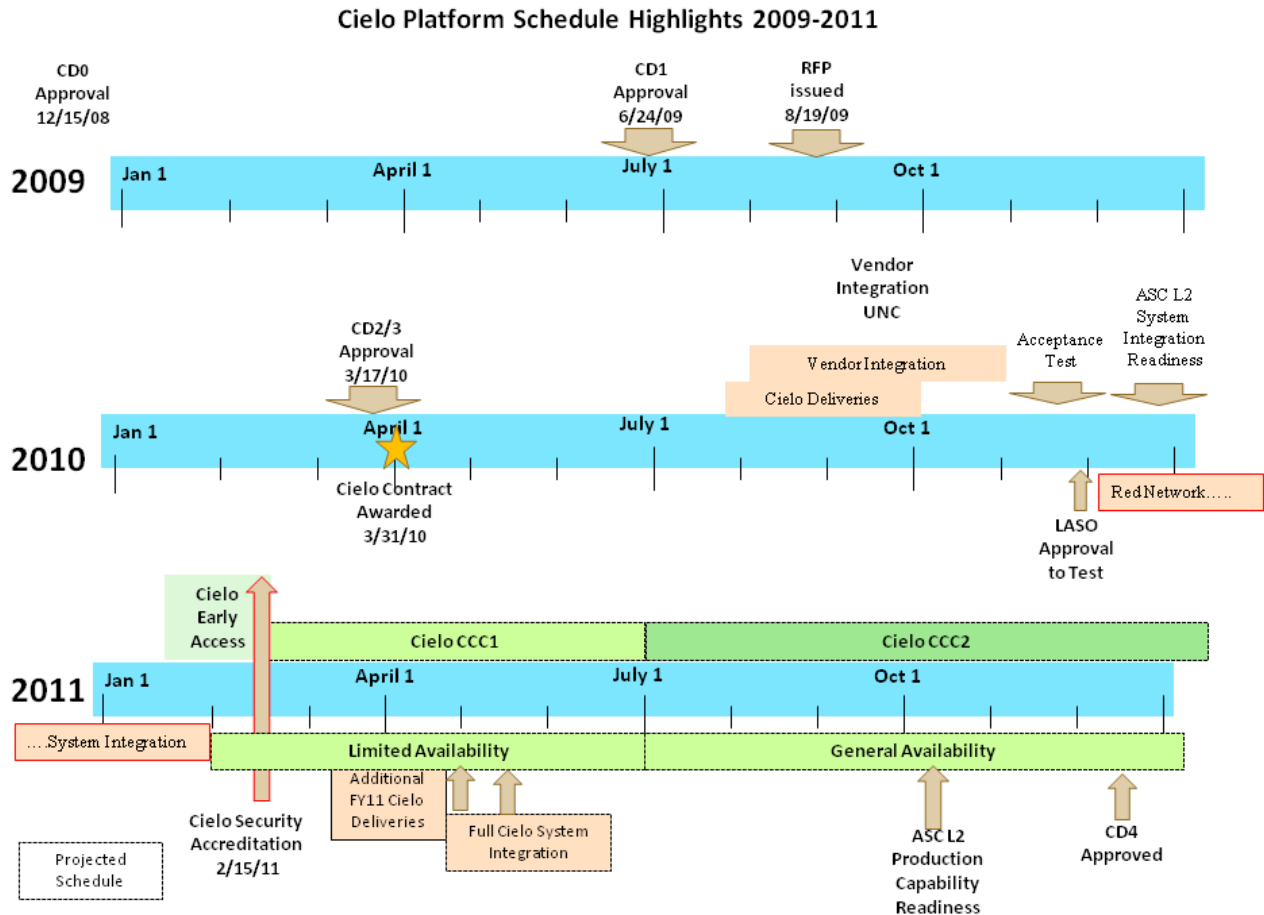 Cielo Platform Schedule Highlights 2009-2011
CD0
Approval
12/15/08
CD1
Approval
6/24/09
RFP
issued
8/19/09
2009
Jan 1
April 1
July 1
Oct 1
Vendor
Integration
UNC
CD2/3
Approval
3/17/10
Vendor Integration
Cielo Deliveries
Acceptance
Test
ASC L2
System
Integration
Readiness
2010
Jan 1
April 1
July 1
Oct 1
Cielo Contract
Awarded
3/31/10
LASO
Approval
to Test
Red Network.....
Cielo
Early
Access
Cielo CCC1
Cielo CCC2
2011
Jan 1
April 1
July 1
Oct 1
....System Integration
Limited Availability
General Availability
Additional
FY11 Cielo
Deliveries
Full Cielo System
Integration
Cielo Security
Accreditation
2/15/11
ASC L2
Production
Capability
Readiness
CD4
Approved
Projected
Schedule